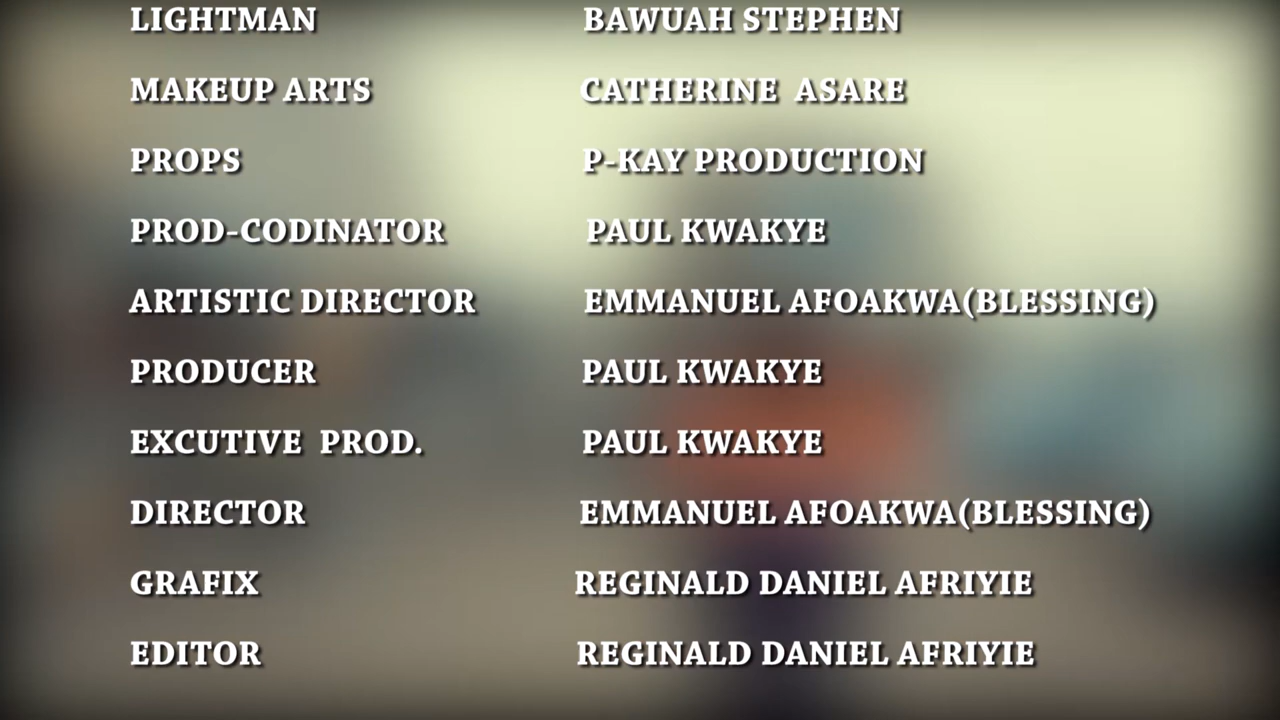 LIGHTMAN BAWUAH STEPHEN
MAKEUP ARTS CATHERINE ASARE
PROPS P-KAY PRODUCTION
PROD-CODINATOR PAUL KWAKYE
ARTISTIC DIRECTOR EMMANUEL AFOAKWA(BLESSING)
PRODUCER PAUL KWAKYE
EXCUTIVE PROD. PAUL KWAKYE
DIRECTOR EMMANUEL AFOAKWA(BLESSING)
GRAFIX REGINALD DANIEL AFRIYIE
EDITOR REGINALD DANIEL AFRIYIE